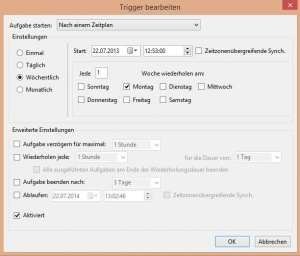 Trigger bearbeiten
Aufgabe starten: Nach einem Zeitplan
Einstellungen
Einmal
Täglich
Wöchentlich
Monatlich
Start: 22.07.2013 12:53:00 Zeitzonenübergreifende Synch.
Jede 1 Woche wiederholen am:
Sonntag Montag Dienstag Mittwoch
Donnerstag Freitag Samstag
Erweiterte Einstellungen
Aufgabe verzögern für maximal: 1 Stunde
Wiederholen jede: 1 Stunde für die Dauer von: 1 Tag
Alle ausgeführten Aufgaben am Ende der Wiederholungsdauer beenden
Aufgabe beenden nach: 3 Tage
Ablaufen: 22.07.2014 13:02:46 Zeitzonenübergreifende Synch.
Aktiviert
OK Abbrechen